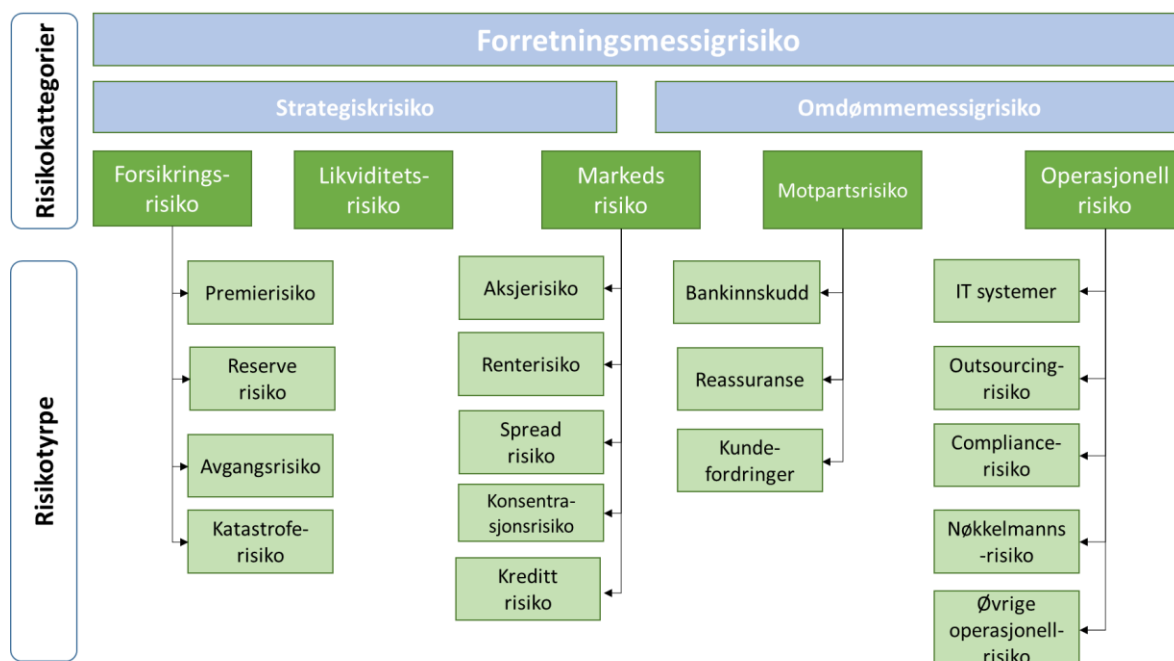 Risikokattegorier
Forretningsmessigrisiko
Strategiskrisiko
Omdømmemessigrisiko
Forsikrings-
risiko
Likviditets-
risiko
Markeds
risiko
Motpartsrisiko
Operasjonell
risiko
Risikotyrpe
Premierisiko
Reserve
risiko
Avgangsrisiko
Katastrofe-
risiko
Aksjerisiko
Renterisiko
Spread
risiko
Konsentra-
sjonsrisiko
Kreditt
risiko
Bankinnskudd
Reassuranse
Kunde-
fordringer
IT systemer
Outsourcing-
risiko
Compliance-
risiko
Nøkkelmanns
-risiko
Øvrige
operasjonell-
risiko